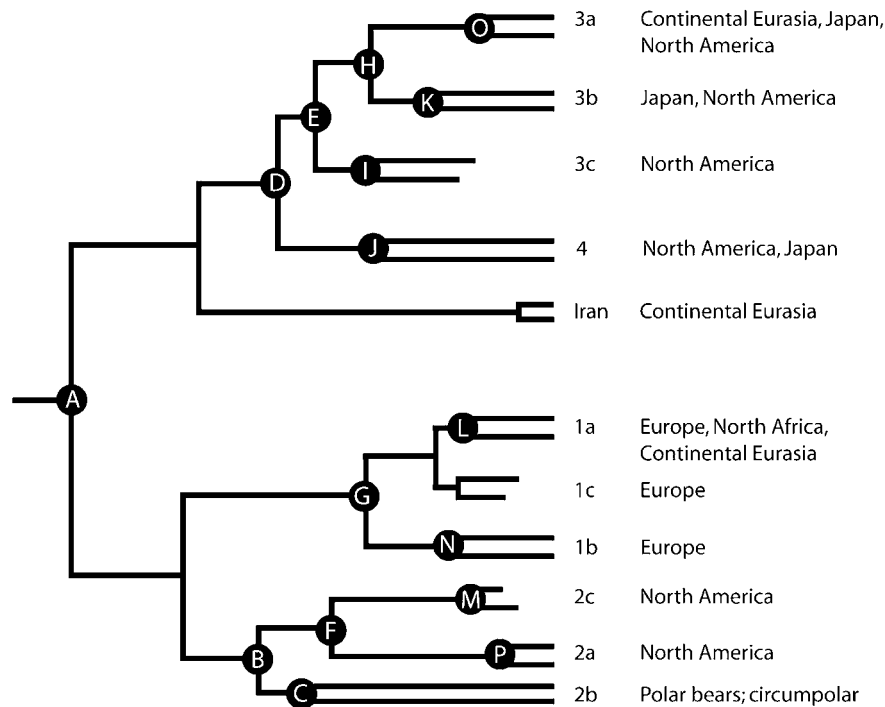 O 3a Continental Eurasia, Japan,
North America
H
K 3b Japan, North America
E
I 3c North America
D
J 4 North America, Japan
Iran Continental Eurasia
A
L 1a Europe, North Africa,
Continental Eurasia
1c Europe
G
N 1b Europe
M 2c North America
F
P 2a North America
B
C 2b Polar bears; circumpolar